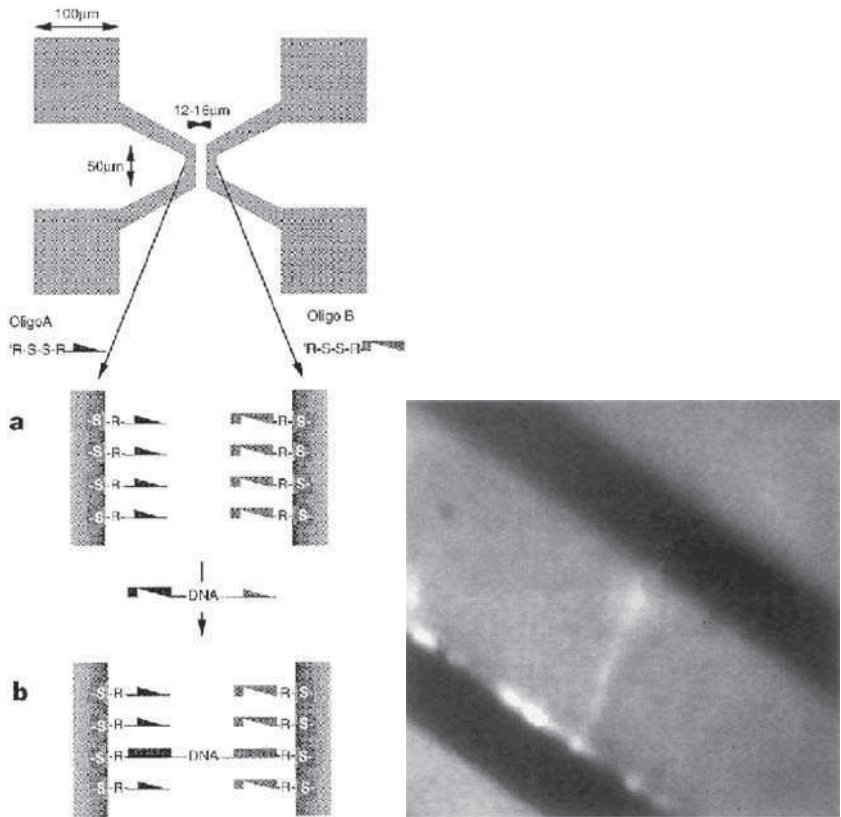 100μm
12-16μm
50μm
OligoA
Oligo B
'R-S-S-R
'R-S-S-R
a
-S-R- -R-S-
-S-R- -R-S-
-S-R- -R-S-
-S-R- -R-S-
DNA
b
-S-R- -R-S-
-S-R- -R-S-
-S-R- DNA -R-S-
-S-R- -R-S-